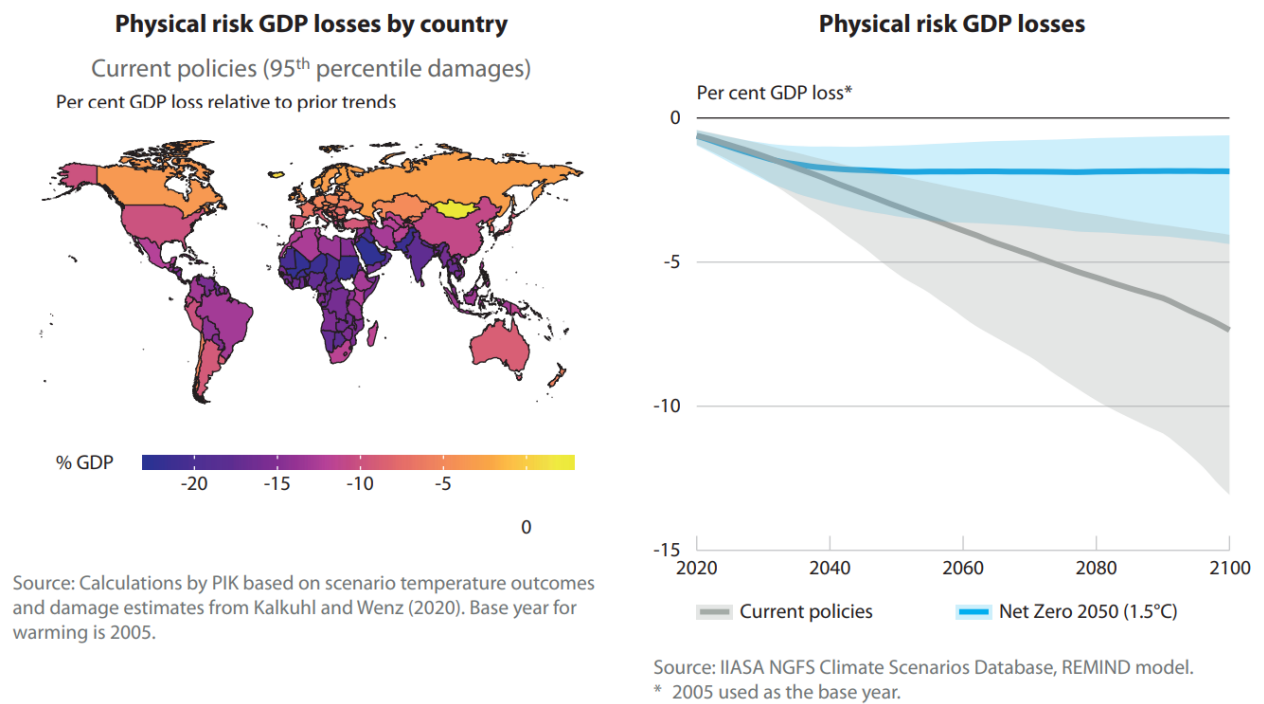 Physical risk GDP losses by country
Current policies (95th percentile damages)
Per cent GDP loss relative to prior trends
% GDP
-20 -15 -10 -5
0
Source: Calculations by PIK based on scenario temperature outcomes
and damage estimates from Kalkuhl and Wenz (2020). Base year for
warming is 2005.
Physical risk GDP losses
Per cent GDP loss*
0
-5
-10
-15
2020 2040 2060 2080 2100
Current policies Net Zero 2050 (1.5°C)
Source: IIASA NGFS Climate Scenarios Database, REMIND model.
* 2005 used as the base year.